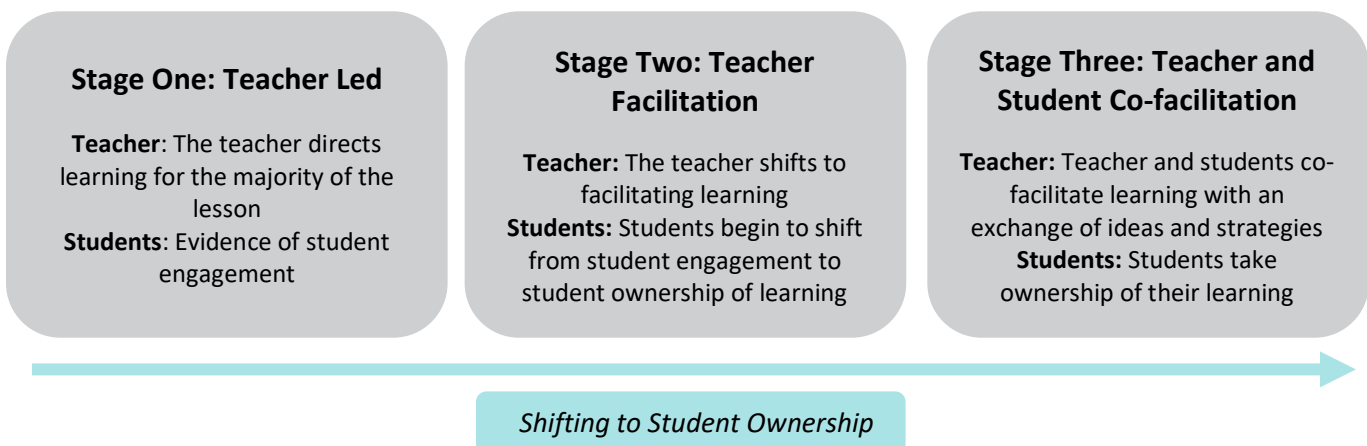 Stage One: Teacher Led
Teacher: The teacher directs
learning for the majority of the
lesson
Students: Evidence of student
engagement
Stage Two: Teacher
Facilitation
Teacher: The teacher shifts to
facilitating learning
Students: Students begin to shift
from student engagement to
student ownership of learning
Stage Three: Teacher and
Student Co-facilitation
Teacher: Teacher and students co-
facilitate learning with an
exchange of ideas and strategies
Students: Students take
ownership of their learning
Shifting to Student Ownership